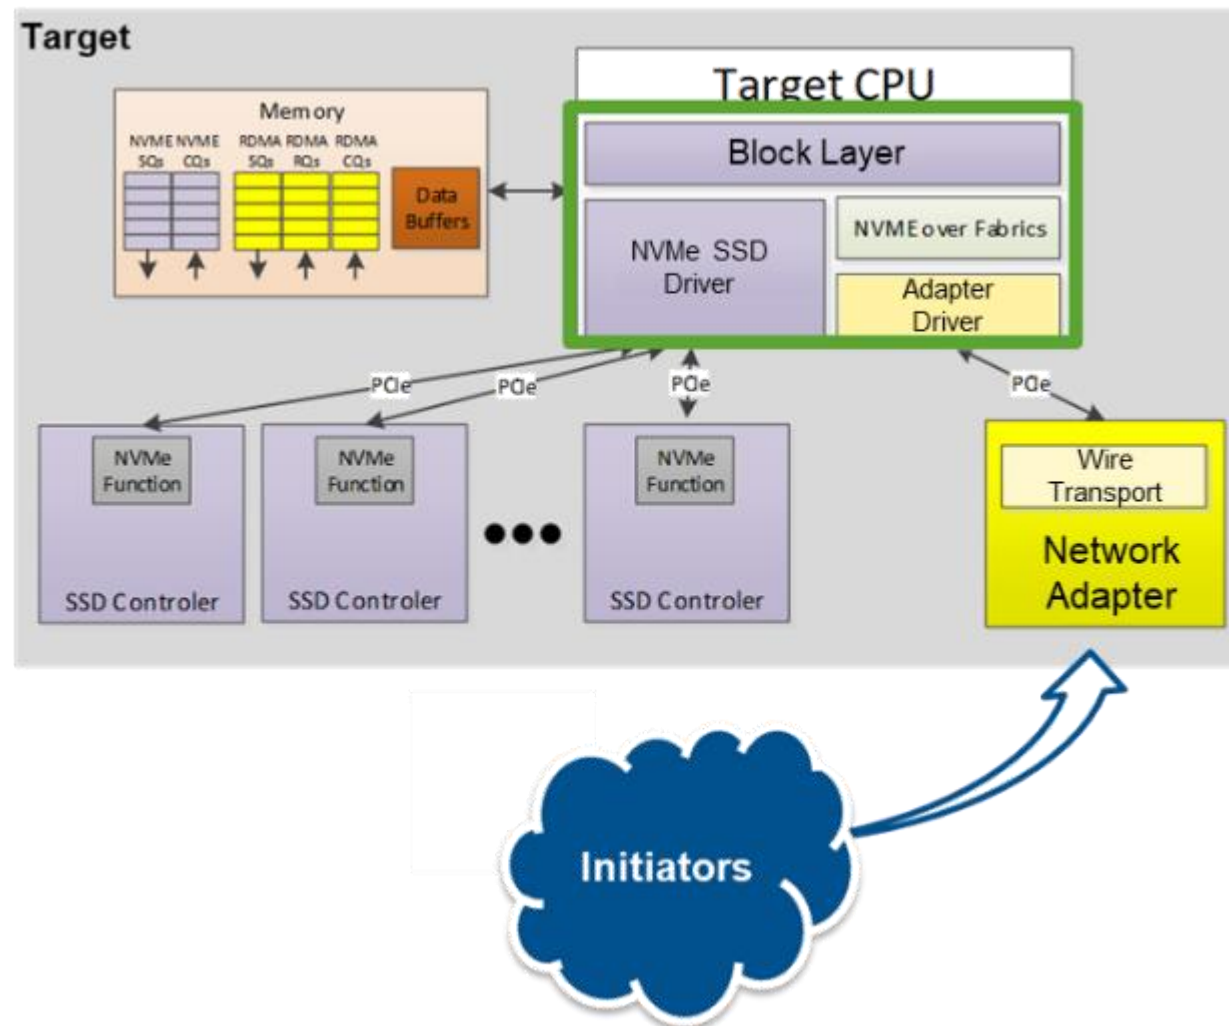 Target
Target CPU
Memory
NVME NVME RDMA RDMA RDMA
SQs CQs SQs RQs CQs
Data
Buffers
Block Layer
NVMe SSD
Driver
NVME over Fabrics
Adapter
Driver
PCIe
PCIe
PCIe
PCIe
NVMe
Function
SSD Controler
NVMe
Function
SSD Controler
NVMe
Function
SSD Controler
Wire
Transport
Network
Adapter
Initiators